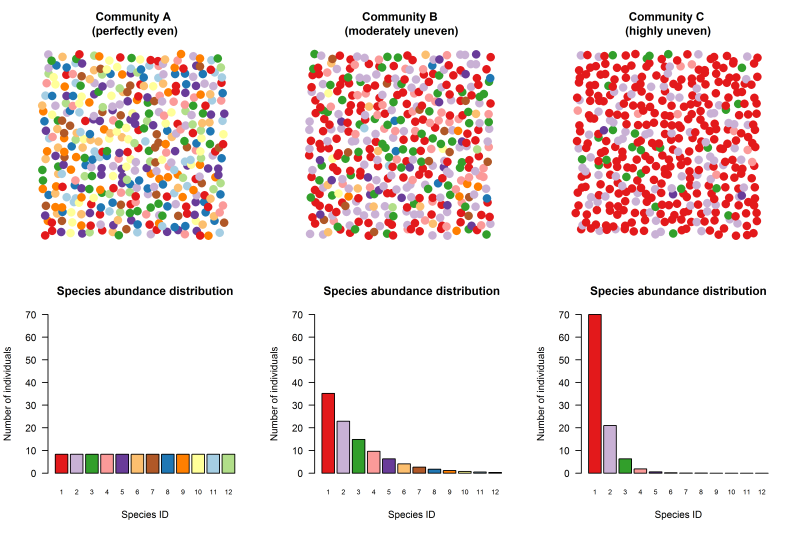 Community A
(perfectly even)
Community B
(moderately uneven)
Community C
(highly uneven)
Species abundance distribution
Number of individuals
70
60
50
40
30
20
10
0
1 2 3 4 5 6 7 8 9 10 11 12
Species ID
Species abundance distribution
Number of individuals
70
60
50
40
30
20
10
0
1 2 3 4 5 6 7 8 9 10 11 12
Species ID
Species abundance distribution
Number of individuals
70
60
50
40
30
20
10
0
1 2 3 4 5 6 7 8 9 10 11 12
Species ID